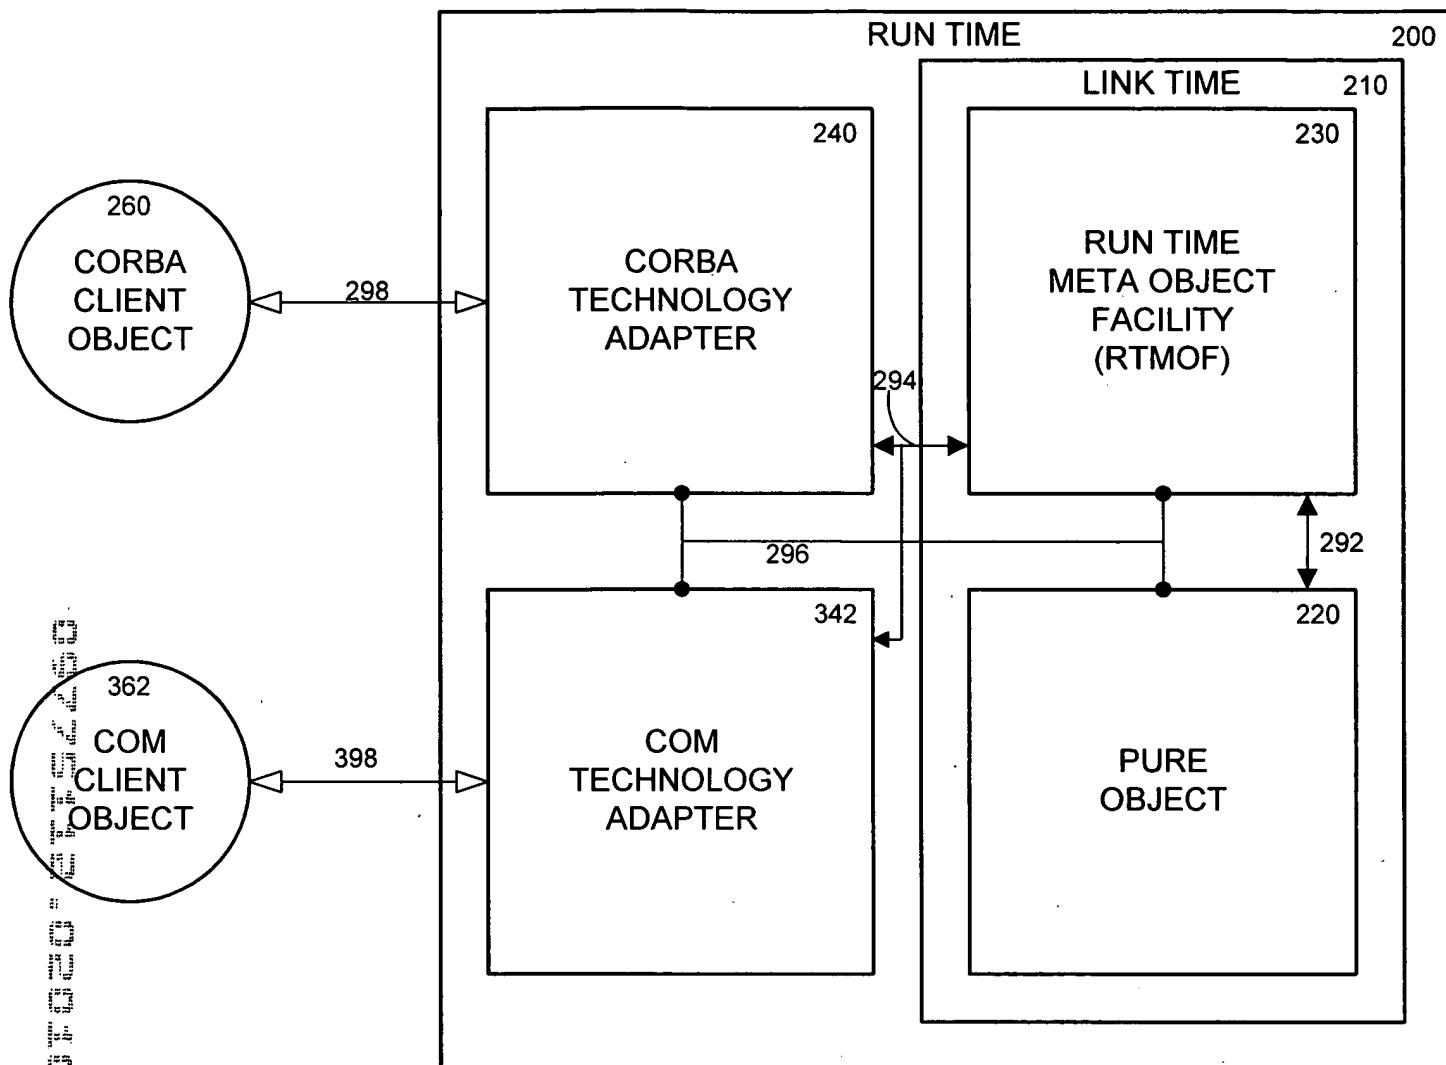 RUN TIME
200
LINK TIME
210
240
CORBA
TECHNOLOGY
ADAPTER
230
RUN TIME
META OBJECT
FACILITY
(RTMOF)
260
CORBA
CLIENT
OBJECT
298
294
296
292
342
COM
TECHNOLOGY
ADAPTER
220
PURE
OBJECT
362
COM
CLIENT
OBJECT
398